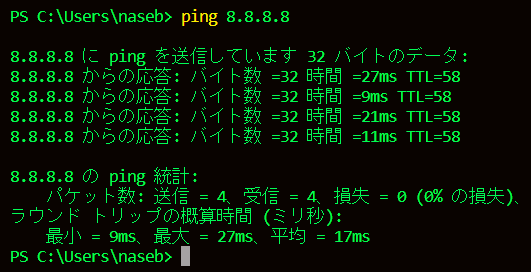 PS C:\Users\naseb> ping 8.8.8.8
8.8.8.8 に ping を送信しています 32 バイトのデータ:
8.8.8.8 からの応答: バイト数 =32 時間 =27ms TTL=58
8.8.8.8 からの応答: バイト数 =32 時間 =9ms TTL=58
8.8.8.8 からの応答: バイト数 =32 時間 =21ms TTL=58
8.8.8.8 からの応答: バイト数 =32 時間 =11ms TTL=58
8.8.8.8 の ping 統計:
パケット数: 送信 = 4、受信 = 4、損失 = 0 (0% の損失)、
ラウンド トリップの概算時間 (ミリ秒):
最小 = 9ms、最大 = 27ms、平均 = 17ms
PS C:\Users\naseb>